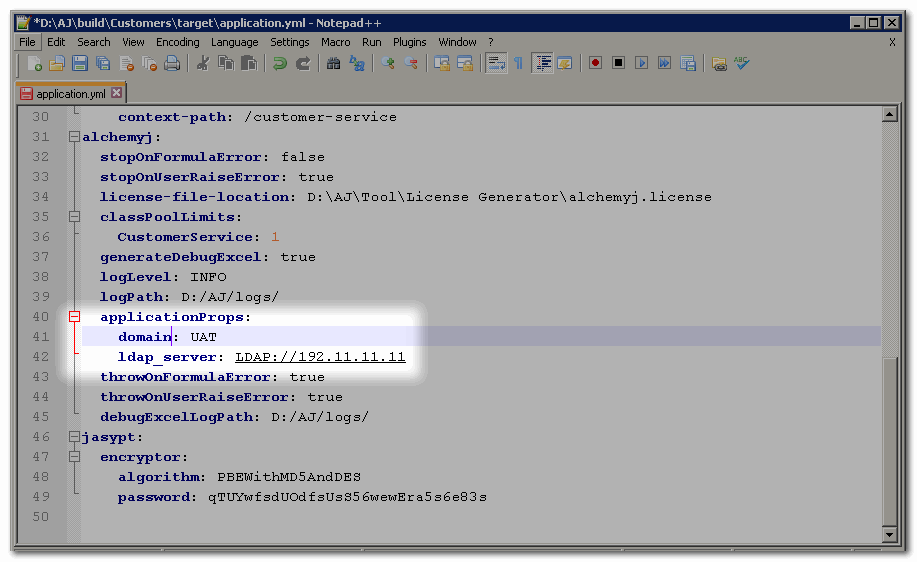 *D:\AJ\build\Customers\target\application.yml - Notepad++
File Edit Search View Encoding Language Settings Macro Run Plugins Window ? X
application.yml
30 context-path: /customer-service
31 alchemyj:
32 stopOnFormulaError: false
33 stopOnUserRaiseError: true
34 license-file-location: D:\AJ\Tool\License Generator\alchemyj.license
35 classPoolLimits:
36 CustomerService: 1
37 generateDebugExcel: true
38 logLevel: INFO
39 logPath: D:/AJ/logs/
40 applicationProps:
41 domain: UAT
42 ldap_server: LDAP://192.11.11.11
43 throwOnFormulaError: true
44 throwOnUserRaiseError: true
45 debugExcelLogPath: D:/AJ/logs/
46 jasypt:
47 encryptor:
48 algorithm: PBEWithMD5AndDES
49 password: qTUYwfsdUOdfsUsS56wewEra5s6e83s
50